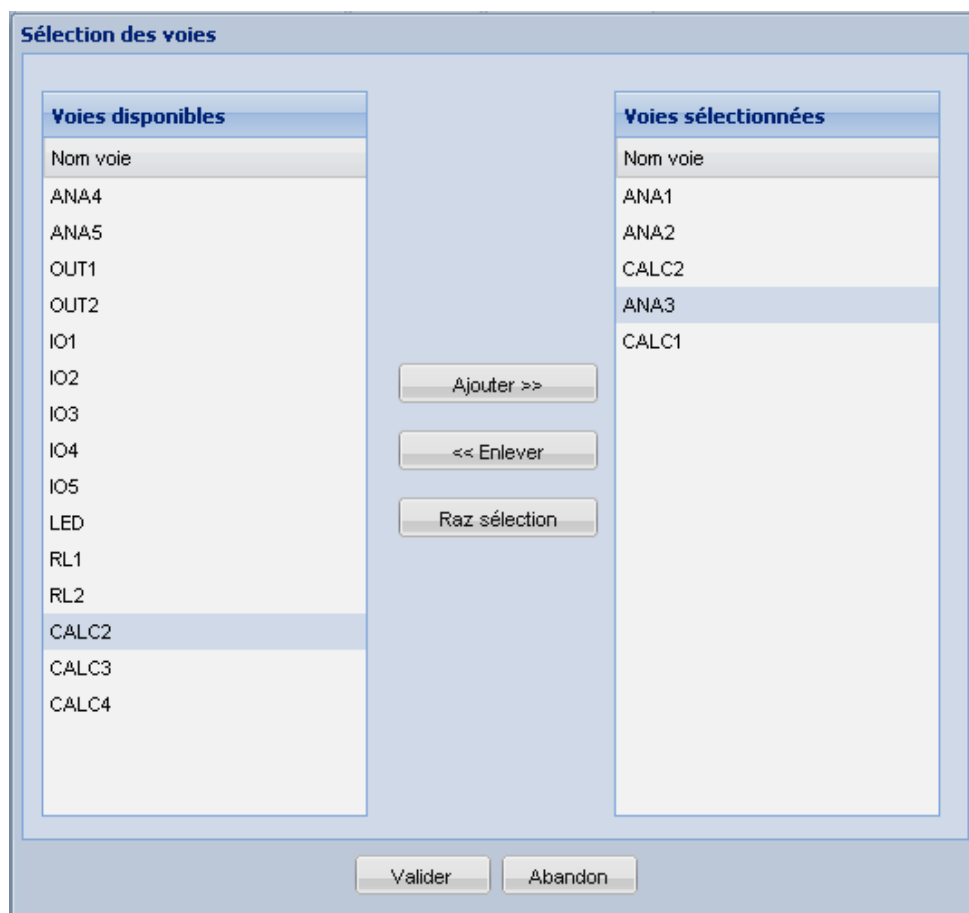 Sélection des voies
Voies disponibles
Nom voie
ANA4
ANA5
OUT1
OUT2
IO1
IO2
IO3
IO4
IO5
LED
RL1
RL2
CALC2
CALC3
CALC4
Ajouter >>
<< Enlever
Raz sélection
Voies sélectionnées
Nom voie
ANA1
ANA2
CALC2
ANA3
CALC1
Valider
Abandon